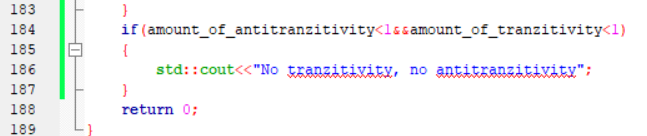 183 }
184 if(amount_of_antitranzitivity<1&&amount_of_tranzitivity<1)
185 {
186 std::cout<<"No tranzitivity, no antitranzitivity";
187 }
188 return 0;
189 }